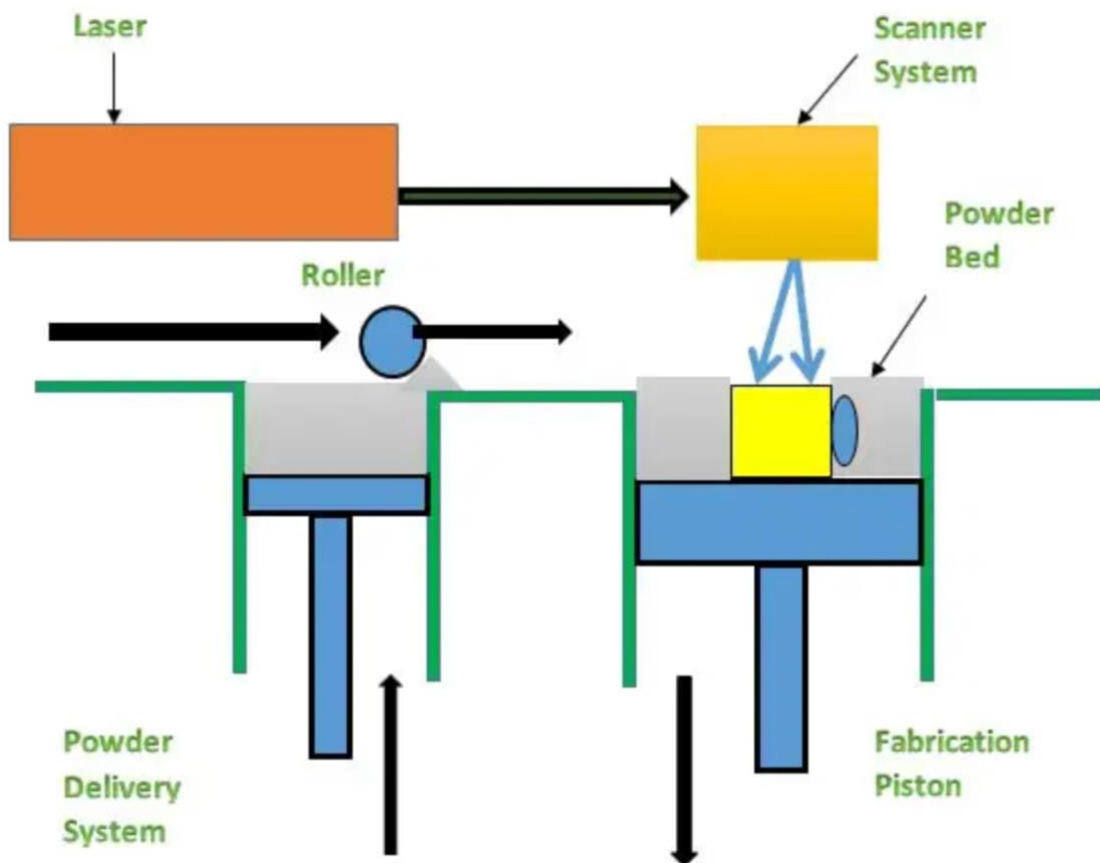 Laser
Scanner
System
Powder
Bed
Roller
Powder
Delivery
System
Fabrication
Piston